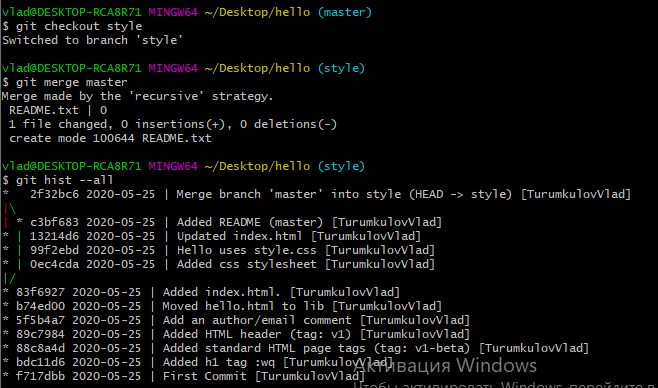 vlad@DESKTOP-RCA8R71 MINGW64 ~/Desktop/hello (master)
$ git checkout style
Switched to branch 'style'
vlad@DESKTOP-RCA8R71 MINGW64 ~/Desktop/hello (style)
$ git merge master
Merge made by the 'recursive' strategy.
 README.txt | 0
 1 file changed, 0 insertions(+), 0 deletions(-)
 create mode 100644 README.txt
vlad@DESKTOP-RCA8R71 MINGW64 ~/Desktop/hello (style)
$ git hist --all
*   2f32bc6 2020-05-25 | Merge branch 'master' into style (HEAD -> style) [TurumkulovVlad]
|\
| * c3bf683 2020-05-25 | Added README (master) [TurumkulovVlad]
* | 13214d6 2020-05-25 | Updated index.html [TurumkulovVlad]
* | 99f2ebd 2020-05-25 | Hello uses style.css [TurumkulovVlad]
* | 0ec4cda 2020-05-25 | Added css stylesheet [TurumkulovVlad]
|/
* 83f6927 2020-05-25 | Added index.html. [TurumkulovVlad]
* b74ed00 2020-05-25 | Moved hello.html to lib [TurumkulovVlad]
* 5f5b4a7 2020-05-25 | Add an author/email comment [TurumkulovVlad]
* 89c7984 2020-05-25 | Added HTML header (tag: v1) [TurumkulovVlad]
* 88c8a4d 2020-05-25 | Added standard HTML page tags (tag: v1-beta) [TurumkulovVlad]
* bdc11d6 2020-05-25 | Added h1 tag :wq [TurumkulovVlad]
* f717dbb 2020-05-25 | First Commit [TurumkulovVlad]
Активация Windows
Чтобы активировать Windows, перейдите в